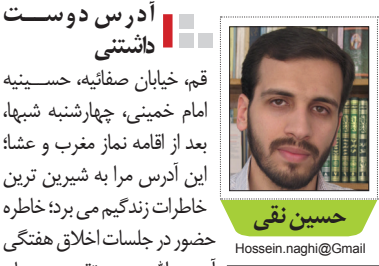 آدرس دوست
داشتنی
قم، خیابان صفائیه، حسینیه
امام خمینی، چهارشنبه شبها،
بعد از اقامه نماز مغرب و عشا؛
این آدرس مرا به شیرین ترین
خاطرات زندگیم می برد؛ خاطره
حضور در جلسات اخلاق هفتگی
حسین نقی
Hossein.naghi@Gmail